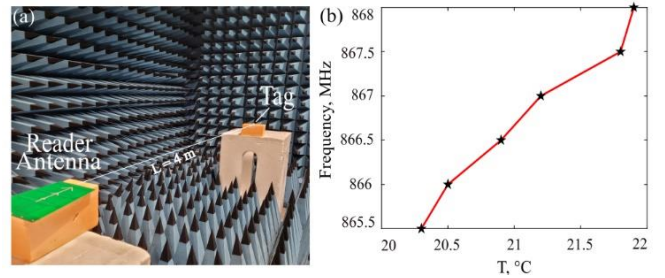 (a)
Tag
Reader
Antenna
L=4 m
(b)
Frequency, MHz
868
867.5
867
866.5
866
865.5
20 20.5 21 21.5 22
T, °C